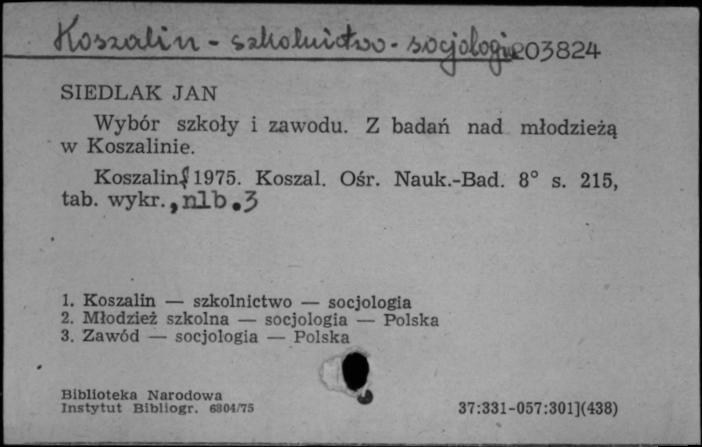 Koszalin - szkolnictwo - socjologia 203824
SIEDLAK JAN
Wybór szkoły i zawodu. Z badań nad młodzieżą
w Koszalinie.
Koszalin 1975. Koszal. Ośr. Nauk.-Bad. 8° s. 215,
tab. wykr., nlb. 3
1. Koszalin — szkolnictwo — socjologia
2. Młodzież szkolna — socjologia — Polska
3. Zawód — socjologia — Polska
Biblioteka Narodowa
Instytut Bibliogr. 6804/75
37:331-057:301](438)